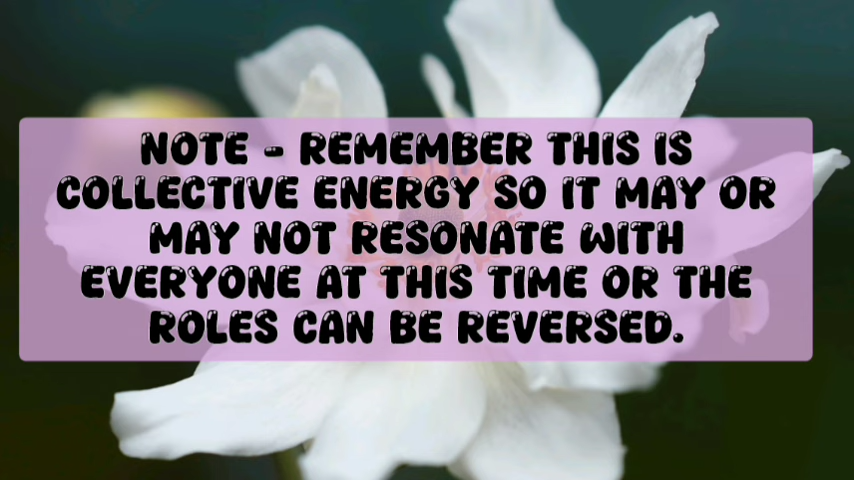 NOTE - REMEMBER THIS IS
COLLECTIVE ENERGY SO IT MAY OR
MAY NOT RESONATE WITH
EVERYONE AT THIS TIME OR THE
ROLES CAN BE REVERSED.